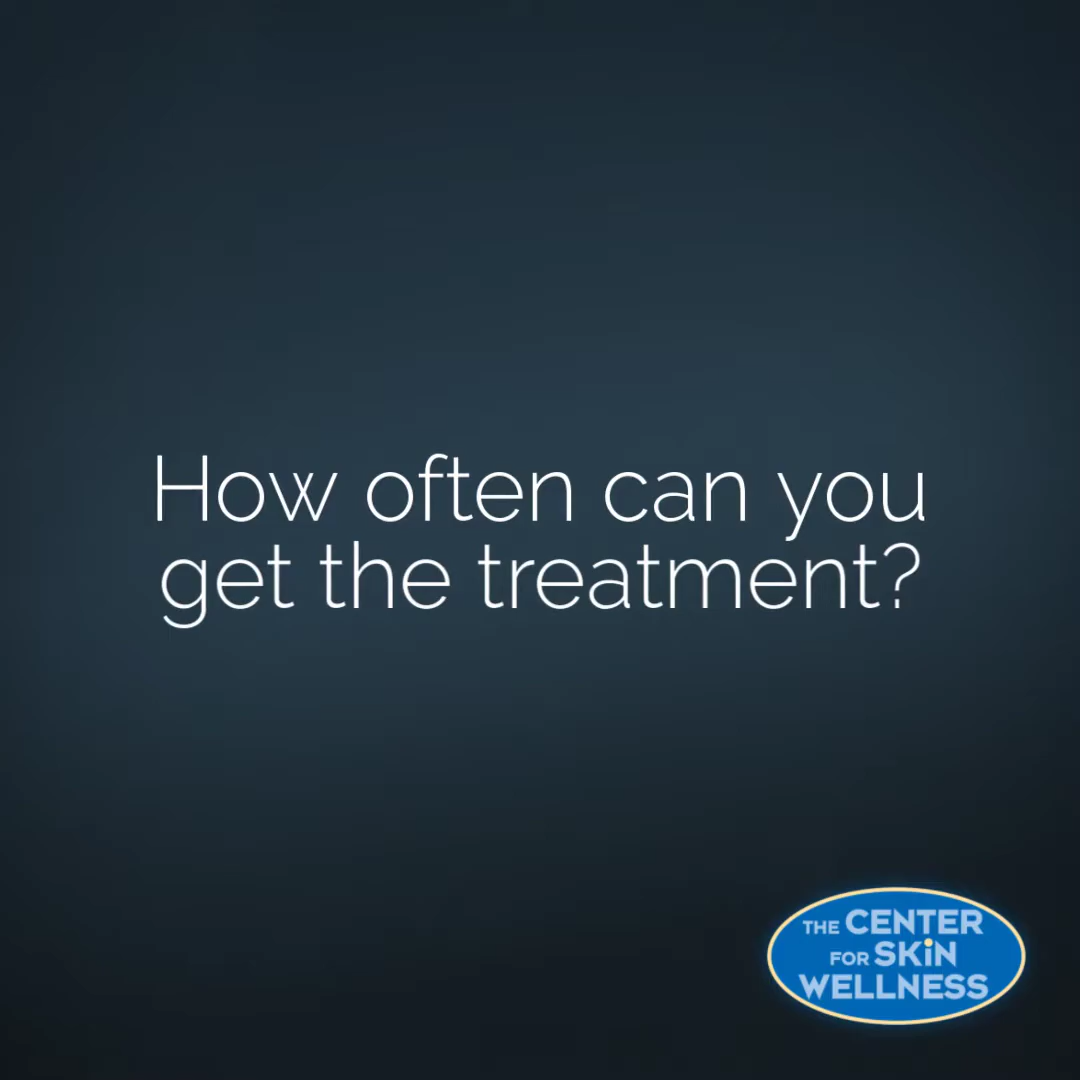 How often can you
get the treatment?
THE CENTER
FOR SKiN
WELLNESS